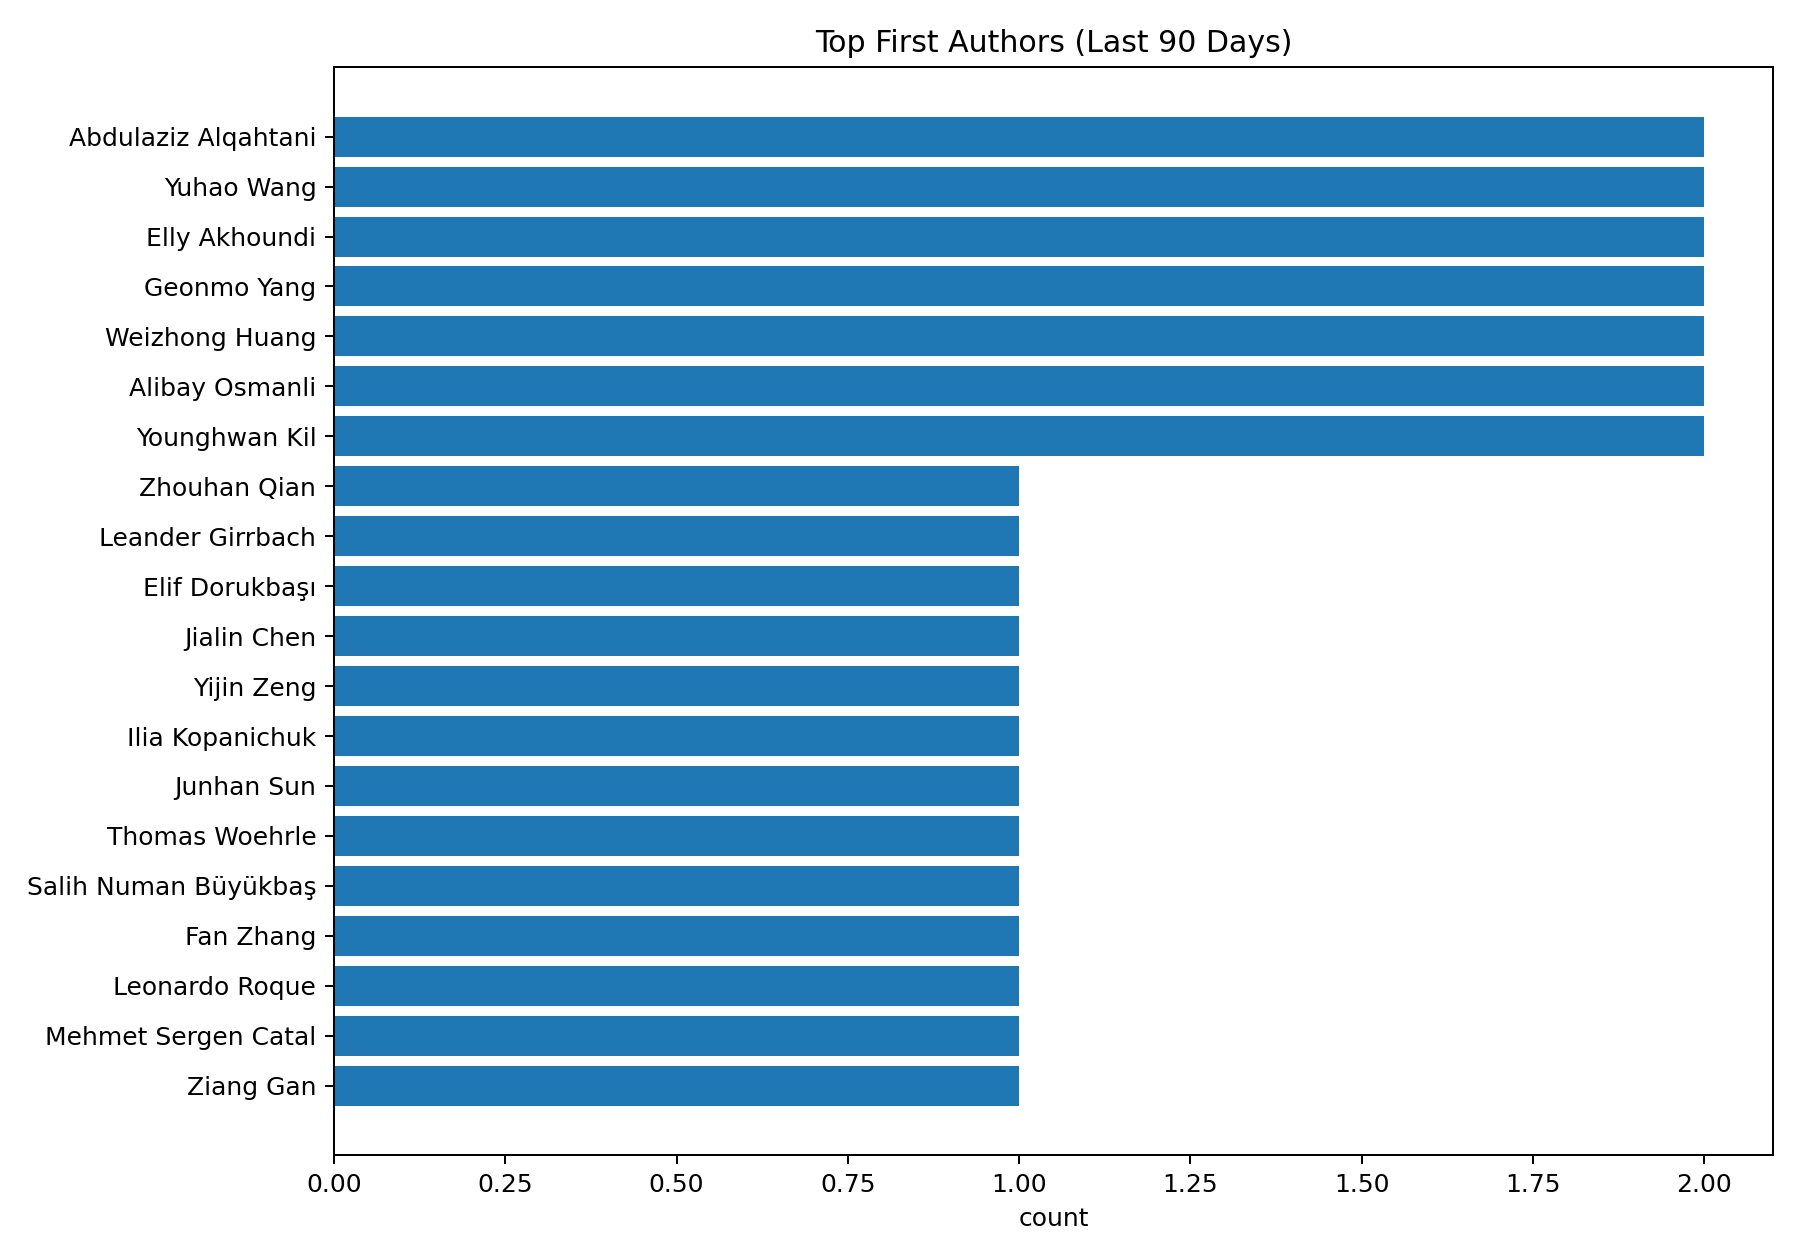 Top First Authors (Last 90 Days)
Abdulaziz Alqahtani
Yuhao Wang
Elly Akhoundi
Geonmo Yang
Weizhong Huang
Alibay Osmanli
Younghwan Kil
Zhouhan Qian
Leander Girrbach
Elif Dorukbaşı
Jialin Chen
Yijin Zeng
Ilia Kopanichuk
Junhan Sun
Thomas Woehrle
Salih Numan Büyükbaş
Fan Zhang
Leonardo Roque
Mehmet Sergen Catal
Ziang Gan
0.00 0.25 0.50 0.75 1.00 1.25 1.50 1.75 2.00
count